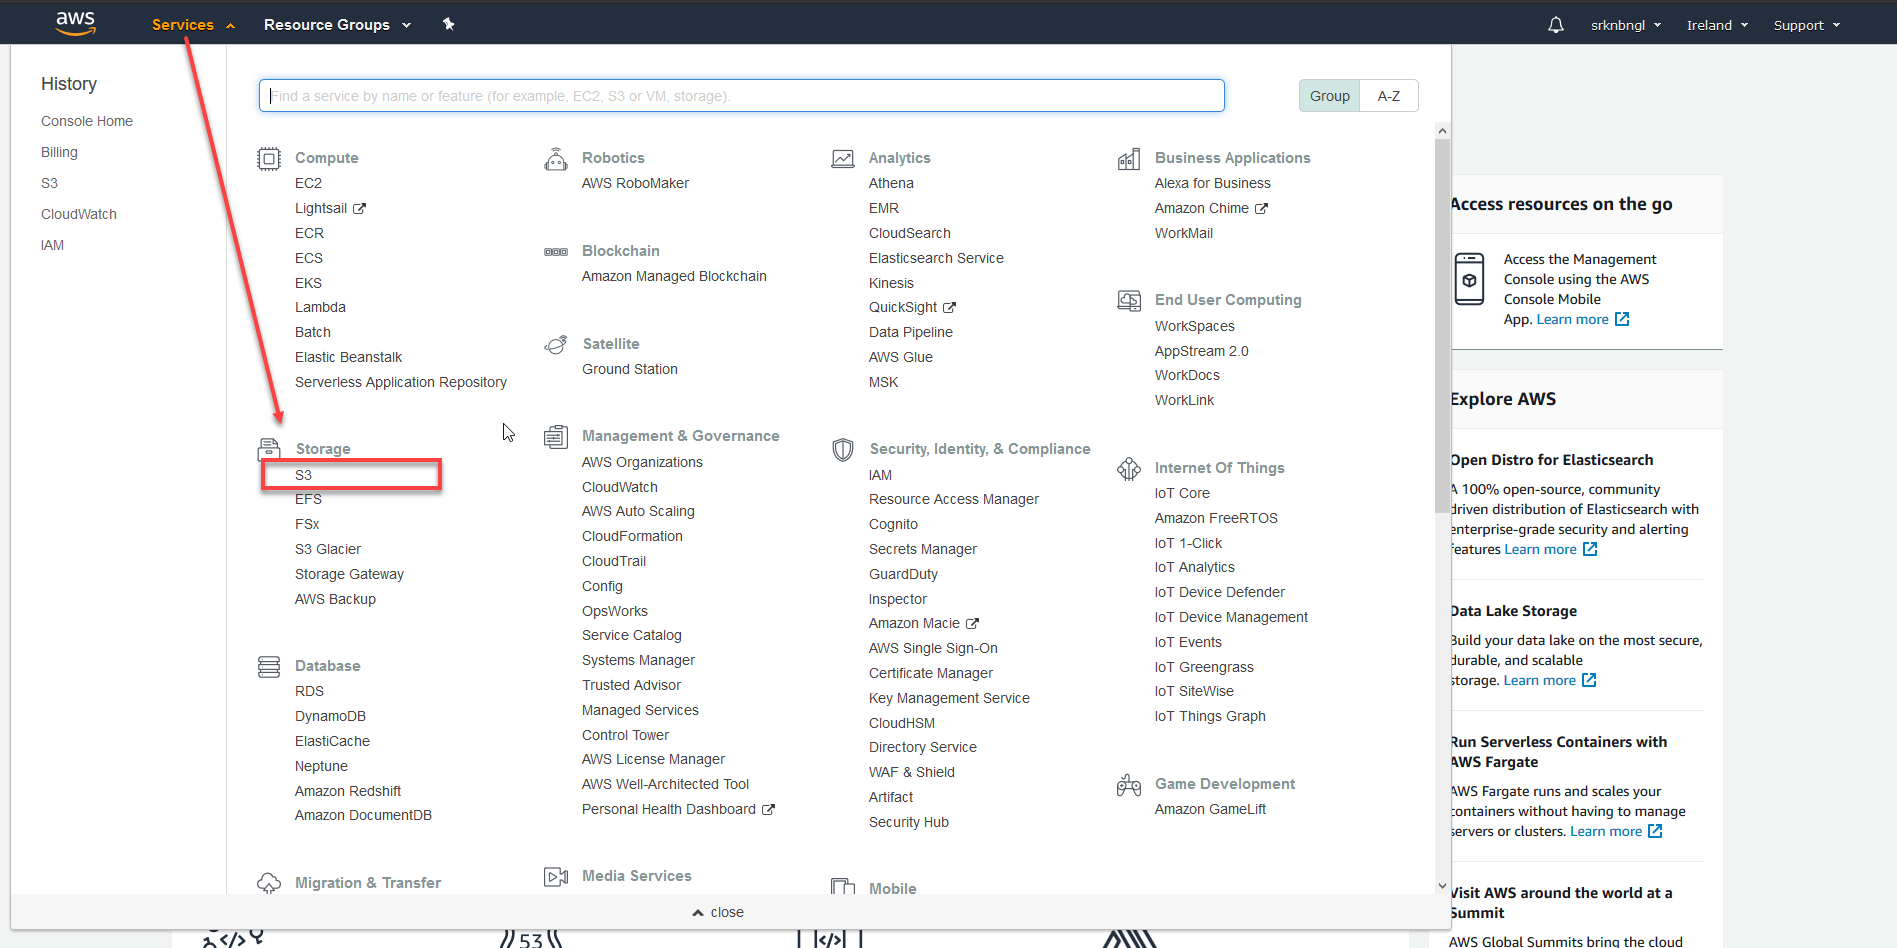 aws
Services
Resource Groups
srknbngl
Ireland
Support
History
Console Home
Billing
S3
CloudWatch
IAM
Find a service by name or feature (for example, EC2, S3 or VM, storage).
Group
A-Z
Compute
EC2
Lightsail
ECR
ECS
EKS
Lambda
Batch
Elastic Beanstalk
Serverless Application Repository
Storage
S3
EFS
FSx
S3 Glacier
Storage Gateway
AWS Backup
Database
RDS
DynamoDB
ElastiCache
Neptune
Amazon Redshift
Amazon DocumentDB
Migration & Transfer
Robotics
AWS RoboMaker
Blockchain
Amazon Managed Blockchain
Satellite
Ground Station
Management & Governance
AWS Organizations
CloudWatch
AWS Auto Scaling
CloudFormation
CloudTrail
Config
OpsWorks
Service Catalog
Systems Manager
Trusted Advisor
Managed Services
Control Tower
AWS License Manager
AWS Well-Architected Tool
Personal Health Dashboard
Media Services
Analytics
Athena
EMR
CloudSearch
Elasticsearch Service
Kinesis
QuickSight
Data Pipeline
AWS Glue
MSK
Security, Identity, & Compliance
IAM
Resource Access Manager
Cognito
Secrets Manager
GuardDuty
Inspector
Amazon Macie
AWS Single Sign-On
Certificate Manager
Key Management Service
CloudHSM
Directory Service
WAF & Shield
Artifact
Security Hub
Mobile
Business Applications
Alexa for Business
Amazon Chime
WorkMail
End User Computing
WorkSpaces
AppStream 2.0
WorkDocs
WorkLink
Internet Of Things
IoT Core
Amazon FreeRTOS
IoT 1-Click
IoT Analytics
IoT Device Defender
IoT Device Management
IoT Events
IoT Greengrass
IoT SiteWise
IoT Things Graph
Game Development
Amazon GameLift
close
53
Access resources on the go
Access the Management
Console using the AWS
Console Mobile
App. Learn more
Explore AWS
Open Distro for Elasticsearch
A 100% open-source, community
driven distribution of Elasticsearch with
enterprise-grade security and alerting
features Learn more
Data Lake Storage
Build your data lake on the most secure,
durable, and scalable
storage. Learn more
Run Serverless Containers with
AWS Fargate
AWS Fargate runs and scales your
containers without having to manage
servers or clusters. Learn more
Visit AWS around the world at a
Summit
AWS Global Summits bring the cloud